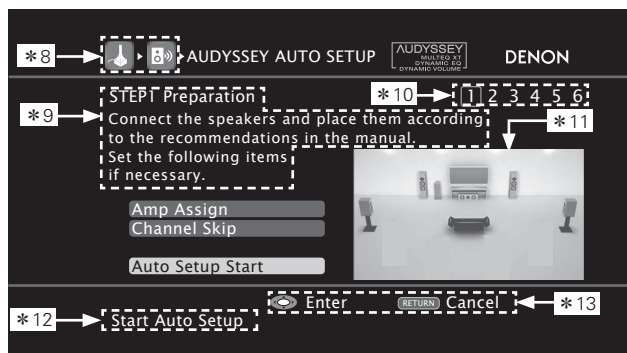 *8 AUDYSSEY AUTO SETUP AUDYSSEY MULTEQ XT DYNAMIC EQ DYNAMIC VOLUME DENON
*9 STEP1 Preparation *10 1 2 3 4 5 6
Connect the speakers and place them according *11
to the recommendations in the manual.
Set the following items
if necessary.
Amp Assign
Channel Skip
Auto Setup Start
Enter RETURN Cancel *13
*12 Start Auto Setup